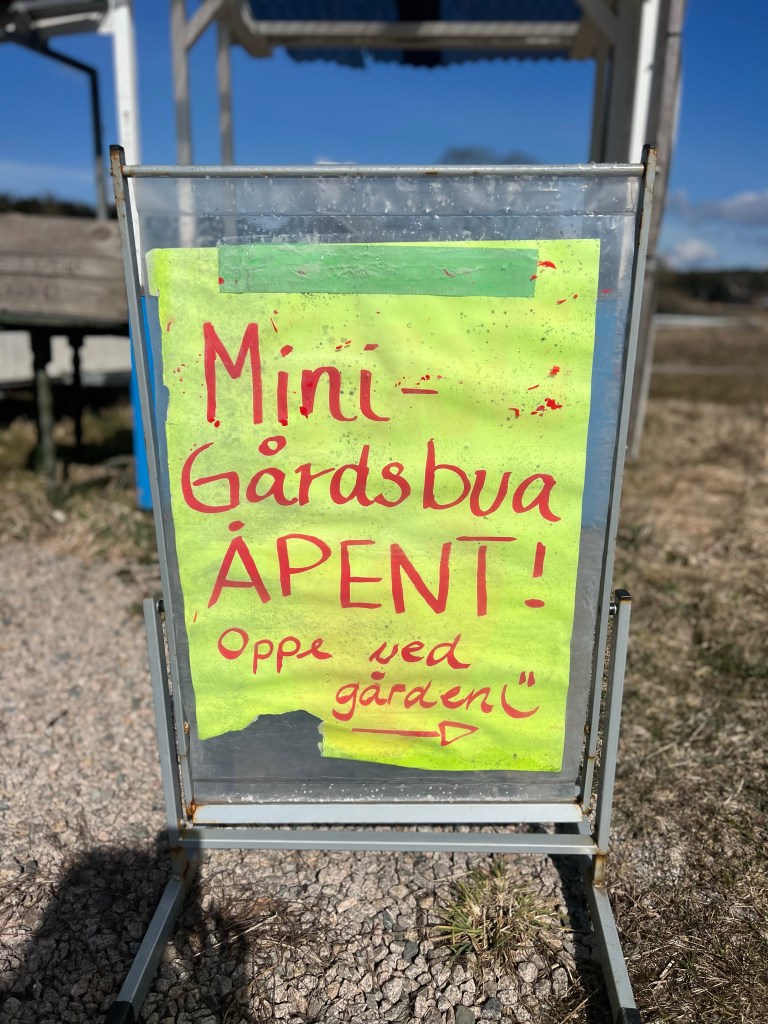 Mini-
Gårdsbua
ÅPENT!
Oppe ved
gården